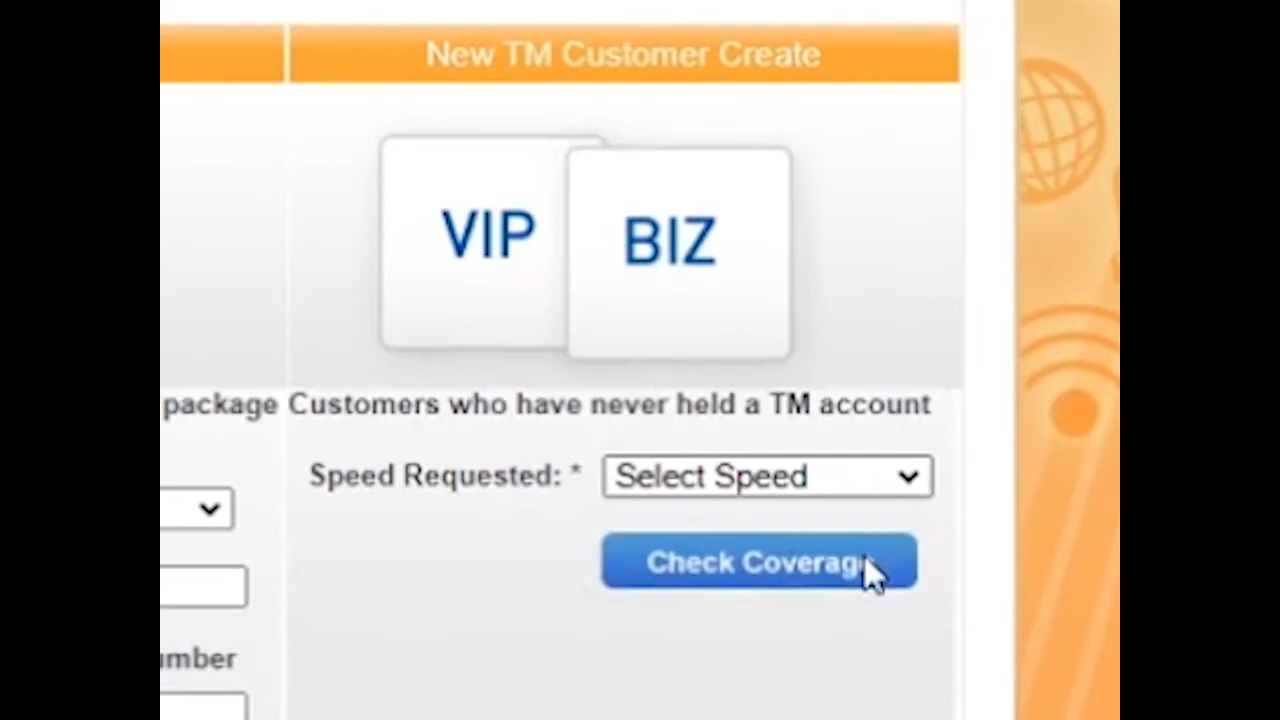 New TM Customer Create
VIP
BIZ
package
Customers who have never held a TM account
Speed Requested: *
Select Speed
Check Coverage
umber